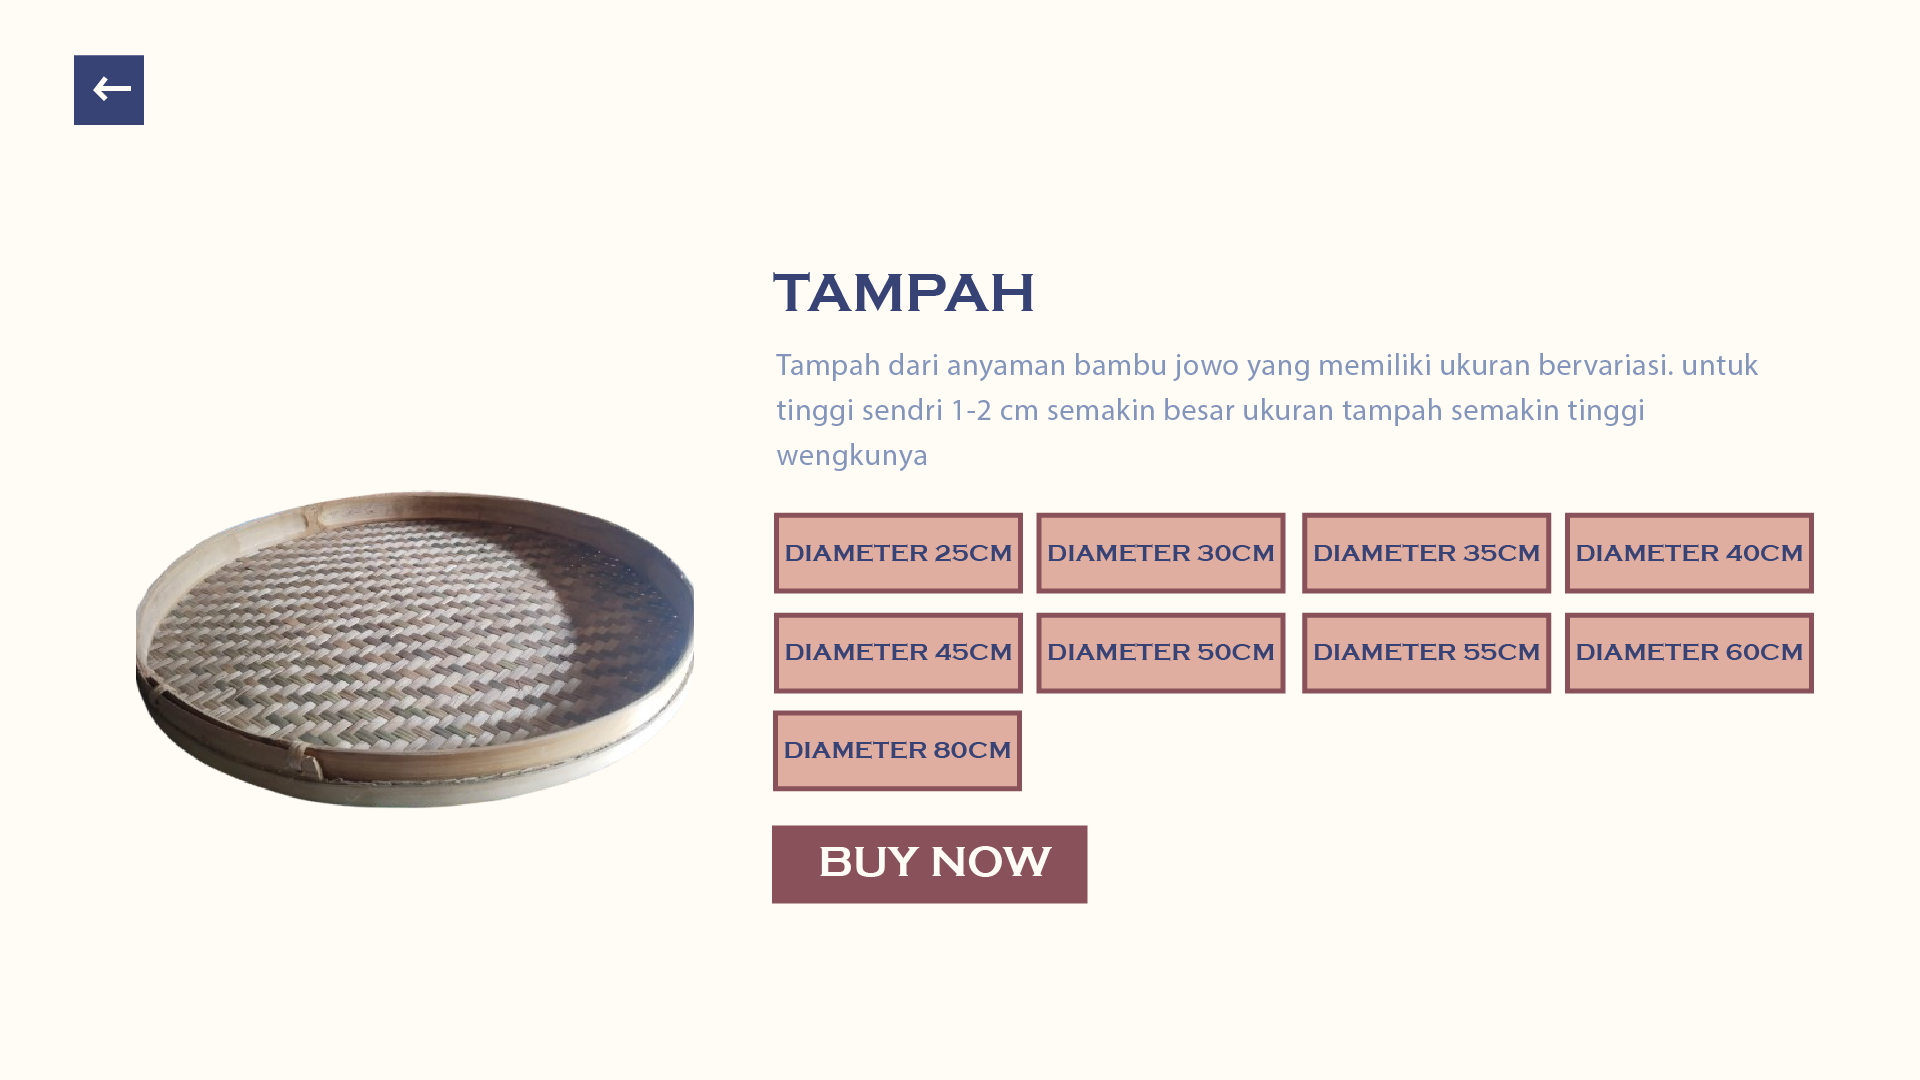 TAMPAH
Tampah dari anyaman bambu jowo yang memiliki ukuran bervariasi. untuk
tinggi sendri 1-2 cm semakin besar ukuran tampah semakin tinggi
wengkunya
DIAMETER 25CM DIAMETER 30CM DIAMETER 35CM DIAMETER 40CM
DIAMETER 45CM DIAMETER 50CM DIAMETER 55CM DIAMETER 60CM
DIAMETER 80CM
BUY NOW